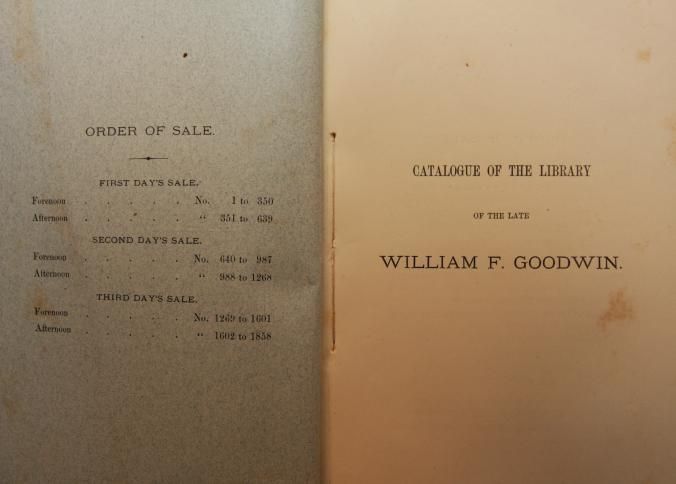 ORDER OF SALE.
FIRST DAY'S SALE.
Forenoon . . . . . No. 1 to 350
Afternoon . . . . . " 351 to 639
SECOND DAY'S SALE.
Forenoon . . . . . No. 640 to 987
Afternoon . . . . . " 988 to 1268
THIRD DAY'S SALE.
Forenoon . . . . No. 1269 to 1601
Afternoon . . . . " 1602 to 1858
CATALOGUE OF THE LIBRARY
OF THE LATE
WILLIAM F. GOODWIN.